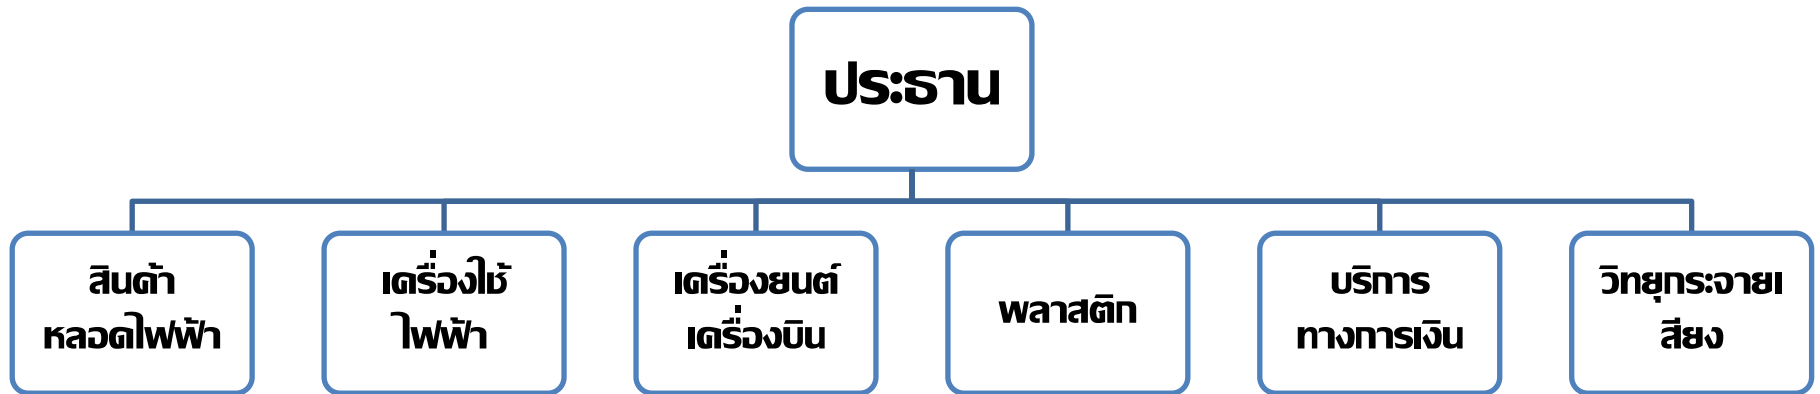 ประธาน
สินค้า
หลอดไฟฟ้า
เครื่องใช้
ไฟฟ้า
เครื่องยนต์
เครื่องบิน
พลาสติก
บริการ
ทางการเงิน
วิทยุกระจายเ
สียง